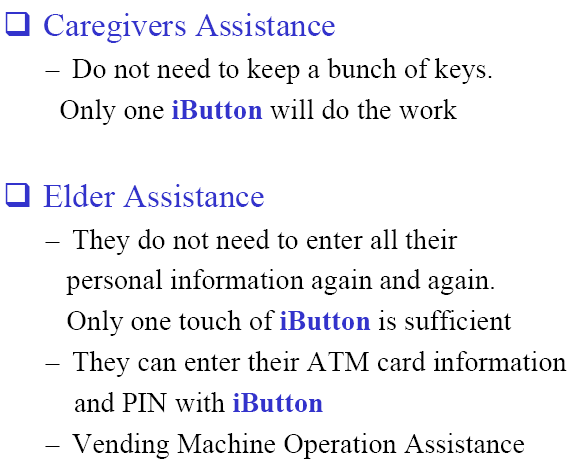 ❑ Caregivers Assistance
– Do not need to keep a bunch of keys.
Only one iButton will do the work
❑ Elder Assistance
– They do not need to enter all their
personal information again and again.
Only one touch of iButton is sufficient
– They can enter their ATM card information
and PIN with iButton
– Vending Machine Operation Assistance